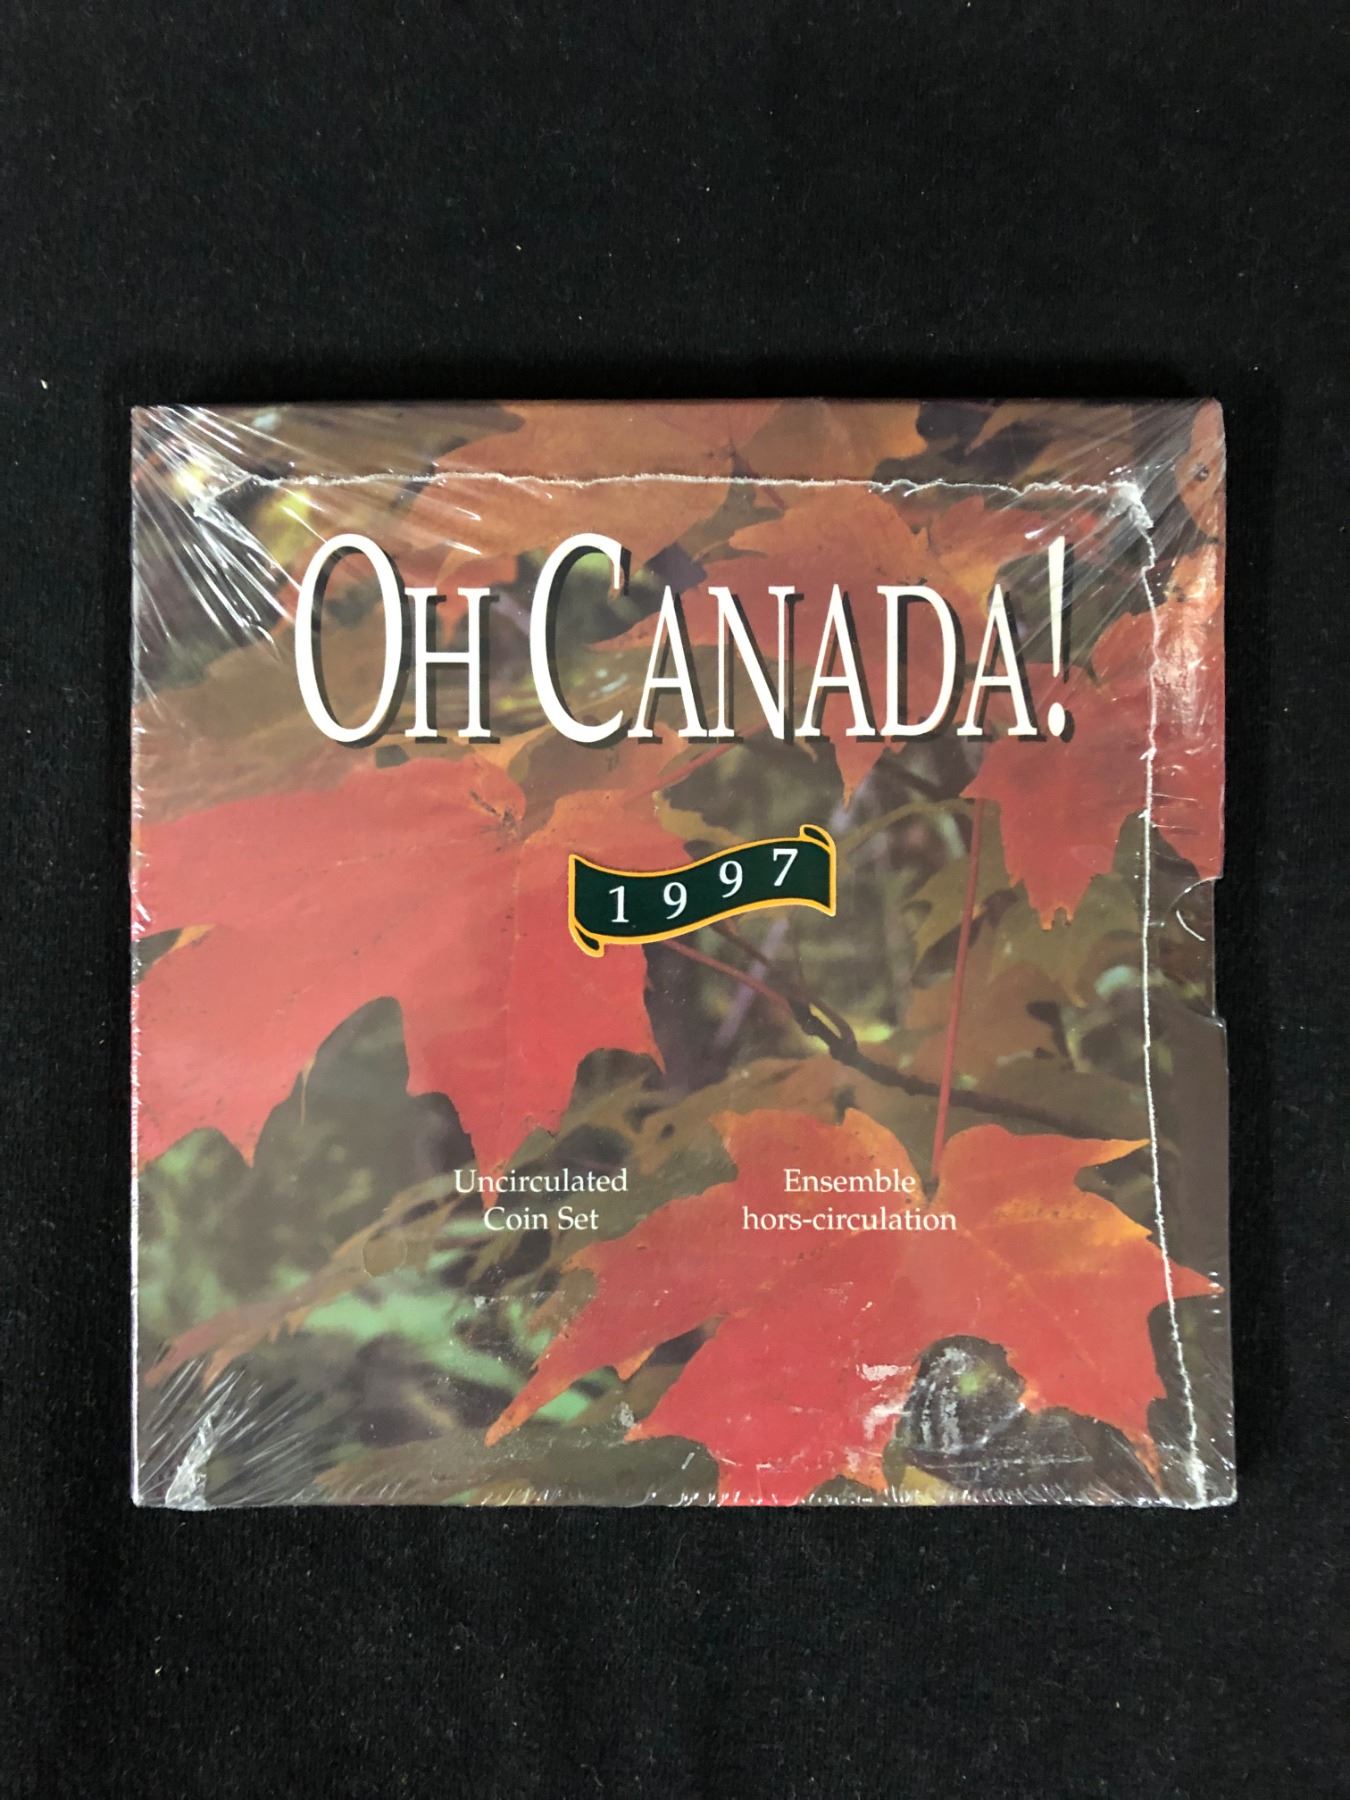 OH CANADA!
1997
Uncirculated
Coin Set
Ensemble
hors-circulation